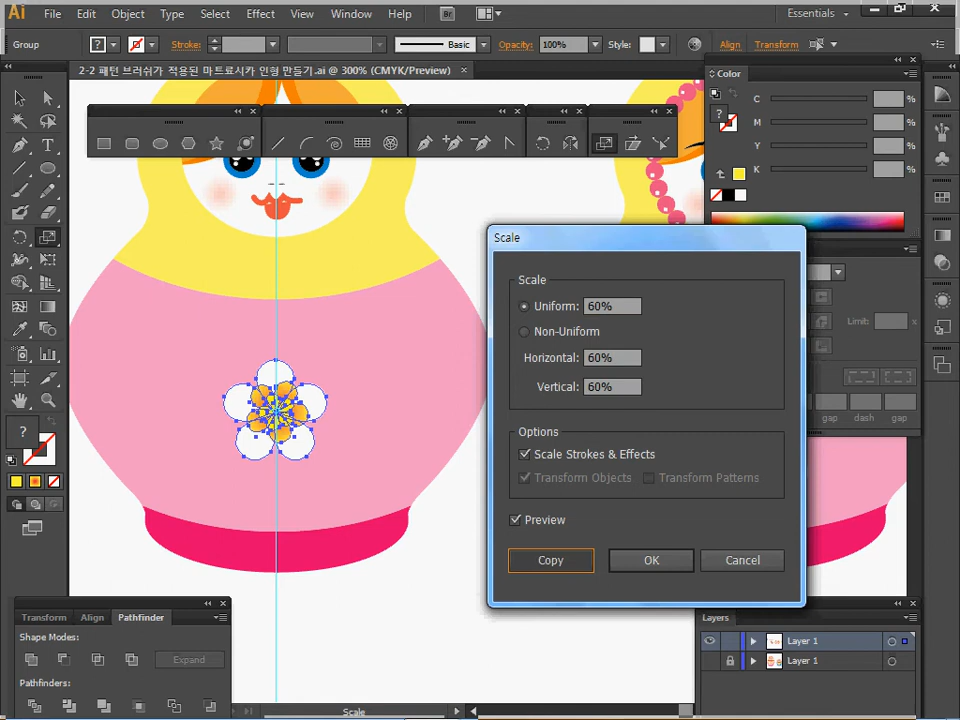 Ai File Edit Object Type Select Effect View Window Help Br Essentials
Group ? Stroke: Basic Opacity: 100% Style: Align Transform
2-2 패턴 브러쉬가 적용된 마트료시카 인형 만들기.ai @ 300% (CMYK/Preview)
Color
C %
M %
Y %
K %
?
Scale
Scale
Uniform: 60%
Non-Uniform
Horizontal: 60%
Vertical: 60%
Options
Scale Strokes & Effects
Transform Objects Transform Patterns
Preview
Copy OK Cancel
Limit: x
gap dash gap
?
Transform Align Pathfinder
Shape Modes:
Expand
Pathfinders:
Layers
Layer 1
Layer 1
Scale